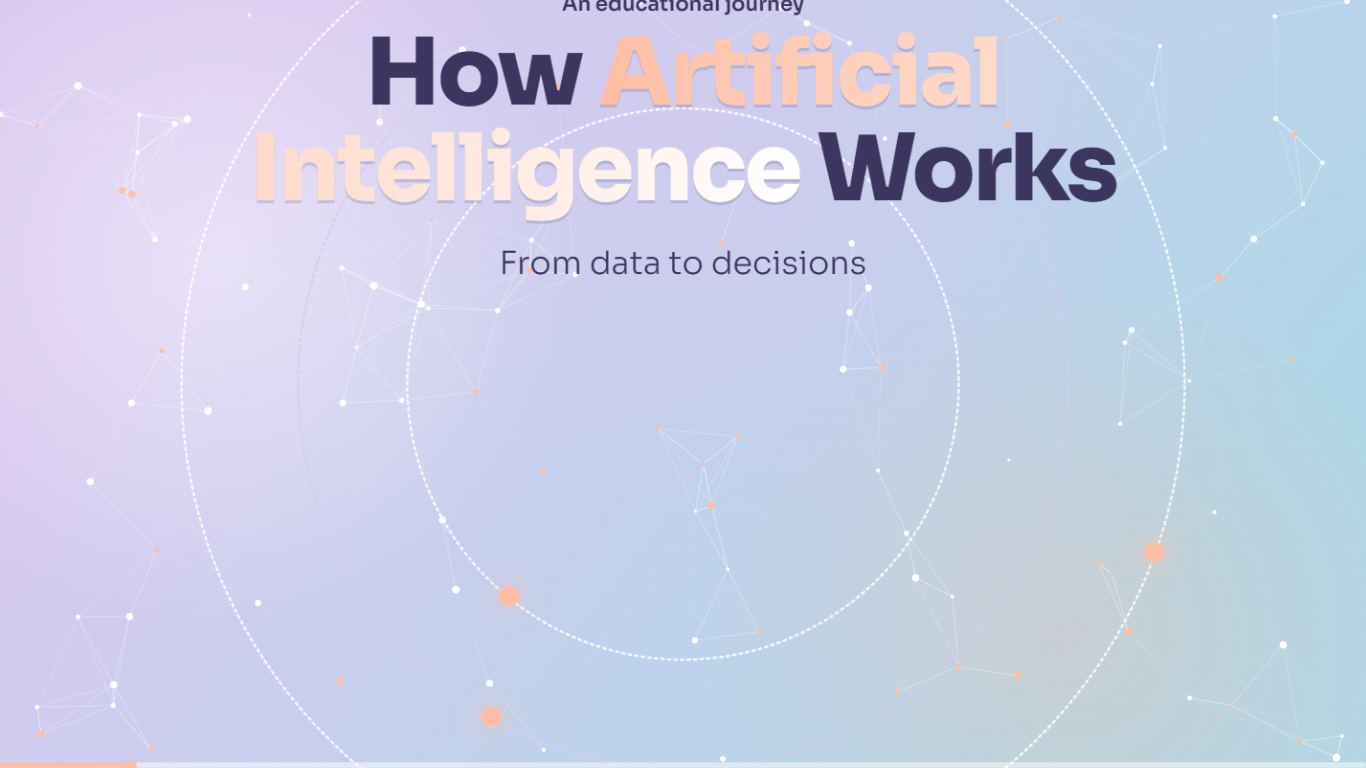 An educational journey
How Artificial
Intelligence Works
From data to decisions